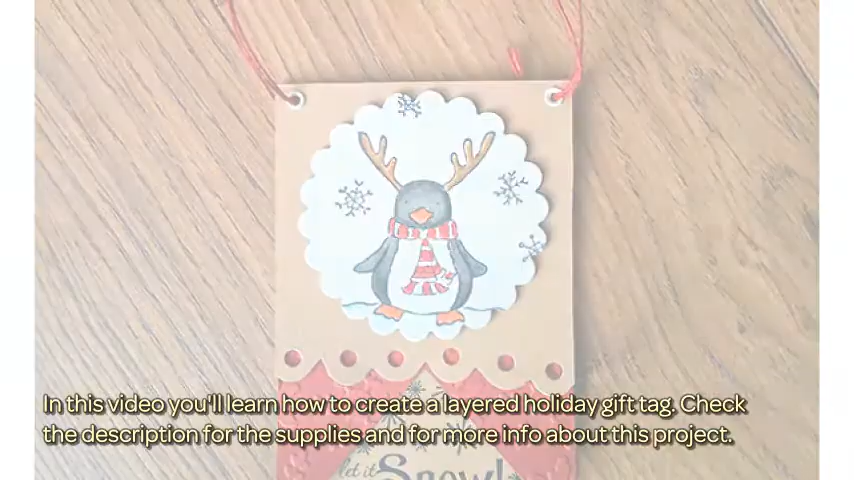 In this video you'll learn how to create a layered holiday gift tag. Check
the description for the supplies and for more info about this project.
let it Snow!